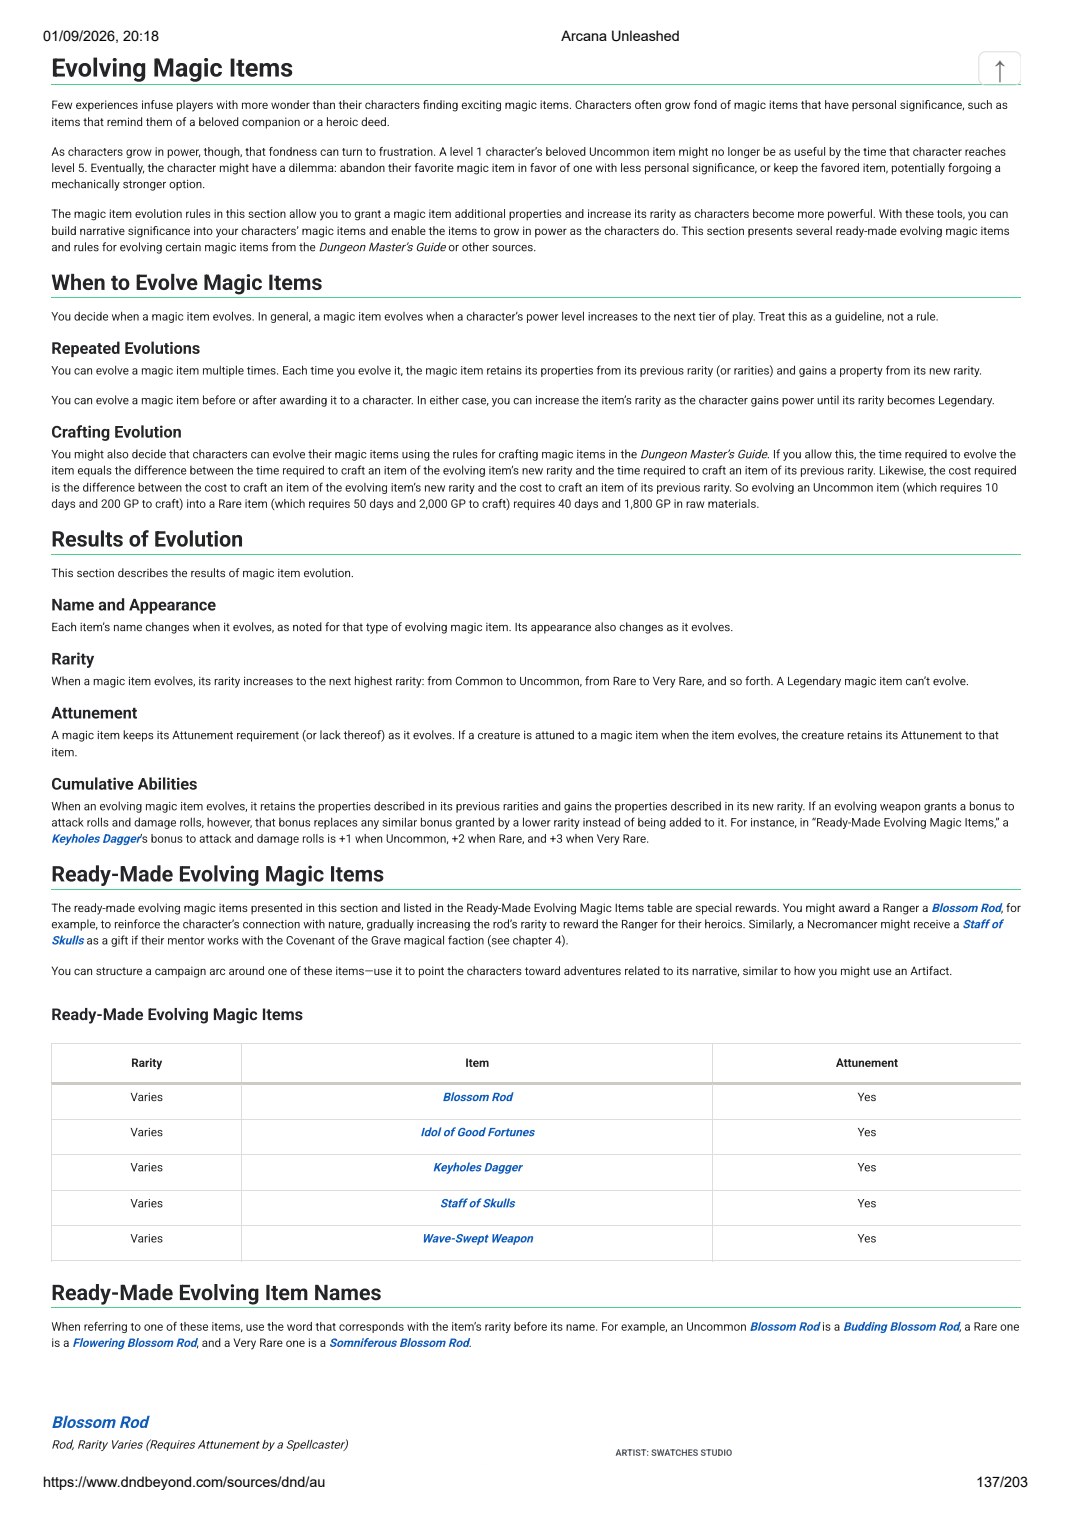 01/09/2026, 20:18
Arcana Unleashed
Evolving Magic Items
↑
Few experiences infuse players with more wonder than their characters finding exciting magic items. Characters often grow fond of magic items that have personal significance, such as
items that remind them of a beloved companion or a heroic deed.
As characters grow in power, though, that fondness can turn to frustration. A level 1 character's beloved Uncommon item might no longer be as useful by the time that character reaches
level 5. Eventually, the character might have a dilemma: abandon their favorite magic item in favor of one with less personal significance, or keep the favored item, potentially forgoing a
mechanically stronger option.
The magic item evolution rules in this section allow you to grant a magic item additional properties and increase its rarity as characters become more powerful. With these tools, you can
build narrative significance into your characters' magic items and enable the items to grow in power as the characters do. This section presents several ready-made evolving magic items
and rules for evolving certain magic items from the Dungeon Master's Guide or other sources.
When to Evolve Magic Items
You decide when a magic item evolves. In general, a magic item evolves when a character's power level increases to the next tier of play. Treat this as a guideline, not a rule.
Repeated Evolutions
You can evolve a magic item multiple times. Each time you evolve it, the magic item retains its properties from its previous rarity (or rarities) and gains a property from its new rarity.
You can evolve a magic item before or after awarding it to a character. In either case, you can increase the item's rarity as the character gains power until its rarity becomes Legendary.
Crafting Evolution
You might also decide that characters can evolve their magic items using the rules for crafting magic items in the Dungeon Master's Guide. If you allow this, the time required to evolve the
item equals the difference between the time required to craft an item of the evolving item's new rarity and the time required to craft an item of its previous rarity. Likewise, the cost required
is the difference between the cost to craft an item of the evolving item's new rarity and the cost to craft an item of its previous rarity. So evolving an Uncommon item (which requires 10
days and 200 GP to craft) into a Rare item (which requires 50 days and 2,000 GP to craft) requires 40 days and 1,800 GP in raw materials.
Results of Evolution
This section describes the results of magic item evolution.
Name and Appearance
Each item's name changes when it evolves, as noted for that type of evolving magic item. Its appearance also changes as it evolves.
Rarity
When a magic item evolves, its rarity increases to the next highest rarity: from Common to Uncommon, from Rare to Very Rare, and so forth. A Legendary magic item can't evolve.
Attunement
A magic item keeps its Attunement requirement (or lack thereof) as it evolves. If a creature is attuned to a magic item when the item evolves, the creature retains its Attunement to that
item.
Cumulative Abilities
When an evolving magic item evolves, it retains the properties described in its previous rarities and gains the properties described in its new rarity. If an evolving weapon grants a bonus to
attack rolls and damage rolls, however, that bonus replaces any similar bonus granted by a lower rarity instead of being added to it. For instance, in "Ready-Made Evolving Magic Items," a
Keyholes Dagger's bonus to attack and damage rolls is +1 when Uncommon, +2 when Rare, and +3 when Very Rare.
Ready-Made Evolving Magic Items
The ready-made evolving magic items presented in this section and listed in the Ready-Made Evolving Magic Items table are special rewards. You might award a Ranger a Blossom Rod, for
example, to reinforce the character's connection with nature, gradually increasing the rod's rarity to reward the Ranger for their heroics. Similarly, a Necromancer might receive a Staff of
Skulls as a gift if their mentor works with the Covenant of the Grave magical faction (see chapter 4).
You can structure a campaign arc around one of these items—use it to point the characters toward adventures related to its narrative, similar to how you might use an Artifact.
Ready-Made Evolving Magic Items
Rarity Item Attunement
Varies Blossom Rod Yes
Varies Idol of Good Fortunes Yes
Varies Keyholes Dagger Yes
Varies Staff of Skulls Yes
Varies Wave-Swept Weapon Yes
Ready-Made Evolving Item Names
When referring to one of these items, use the word that corresponds with the item's rarity before its name. For example, an Uncommon Blossom Rod is a Budding Blossom Rod, a Rare one
is a Flowering Blossom Rod, and a Very Rare one is a Somniferous Blossom Rod.
Blossom Rod
Rod, Rarity Varies (Requires Attunement by a Spellcaster)
ARTIST: SWATCHES STUDIO
https://www.dndbeyond.com/sources/dnd/au
137/203